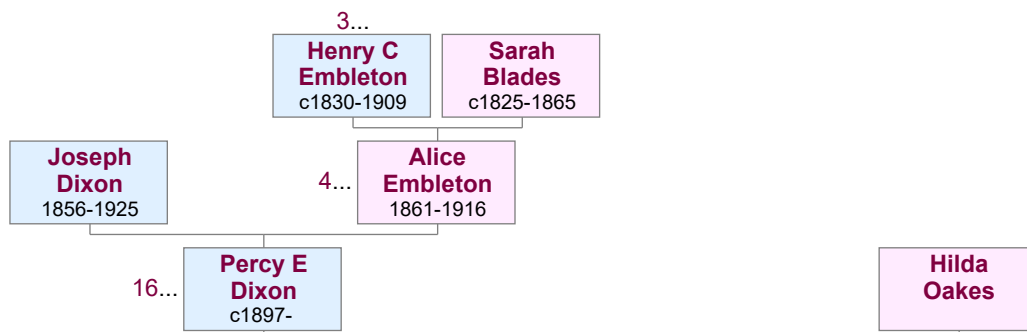 3...
Henry C
Embleton
c1830-1909
Sarah
Blades
c1825-1865
Joseph
Dixon
1856-1925
4...
Alice
Embleton
1861-1916
16...
Percy E
Dixon
c1897-
Hilda
Oakes